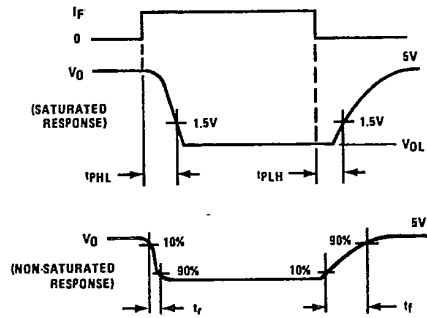 IF
0
VO
5V
(SATURATED
RESPONSE)
1.5V
1.5V
VOL
tPHL
tPLH
VO
5V
10%
90%
(NON-SATURATED
RESPONSE)
90%
10%
tr
tf